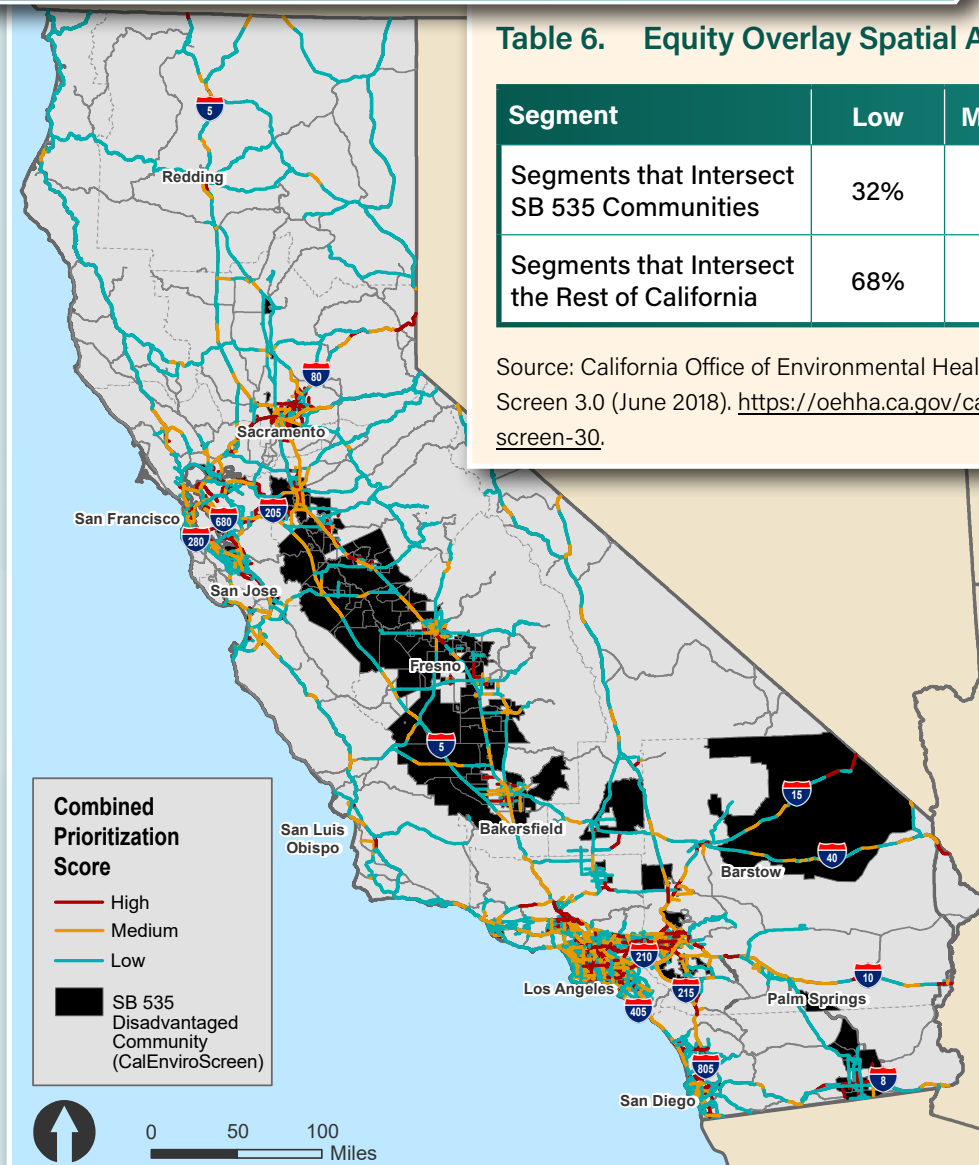 Table 6. Equity Overlay Spatial A
Segment Low M
Segments that Intersect
SB 535 Communities
32%
Segments that Intersect
the Rest of California
68%
Source: California Office of Environmental Heal
Screen 3.0 (June 2018). https://oehha.ca.gov/ca
screen-30.
5
Redding
80
Sacramento
San Francisco
680
205
280
San Jose
Fresno
5
15
San Luis
Obispo
Bakersfield
40
Barstow
210
10
Los Angeles
215
Palm Springs
405
805
8
San Diego
Combined
Prioritization
Score
High
Medium
Low
SB 535
Disadvantaged
Community
(CalEnviroScreen)
0 50 100
Miles